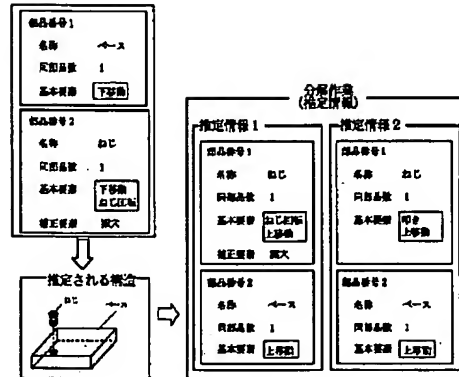 部品番号1
名称 ベース
同部品数 1
基本要素 下移動
部品番号2
名称 ねじ
同部品数 1
基本要素 下移動
ねじ回転
補正要素
推定される構造
ねじ
ベース
分解作業
(推定情報)
推定情報1
部品番号1
名称 ねじ
同部品数 1
基本要素 ねじ回転
上移動
補正要素
部品番号2
名称 ベース
同部品数 1
基本要素 上移動
推定情報2
部品番号1
名称 ねじ
同部品数 1
基本要素 叩き
上移動
部品番号2
名称 ベース
同部品数 1
基本要素 上移動